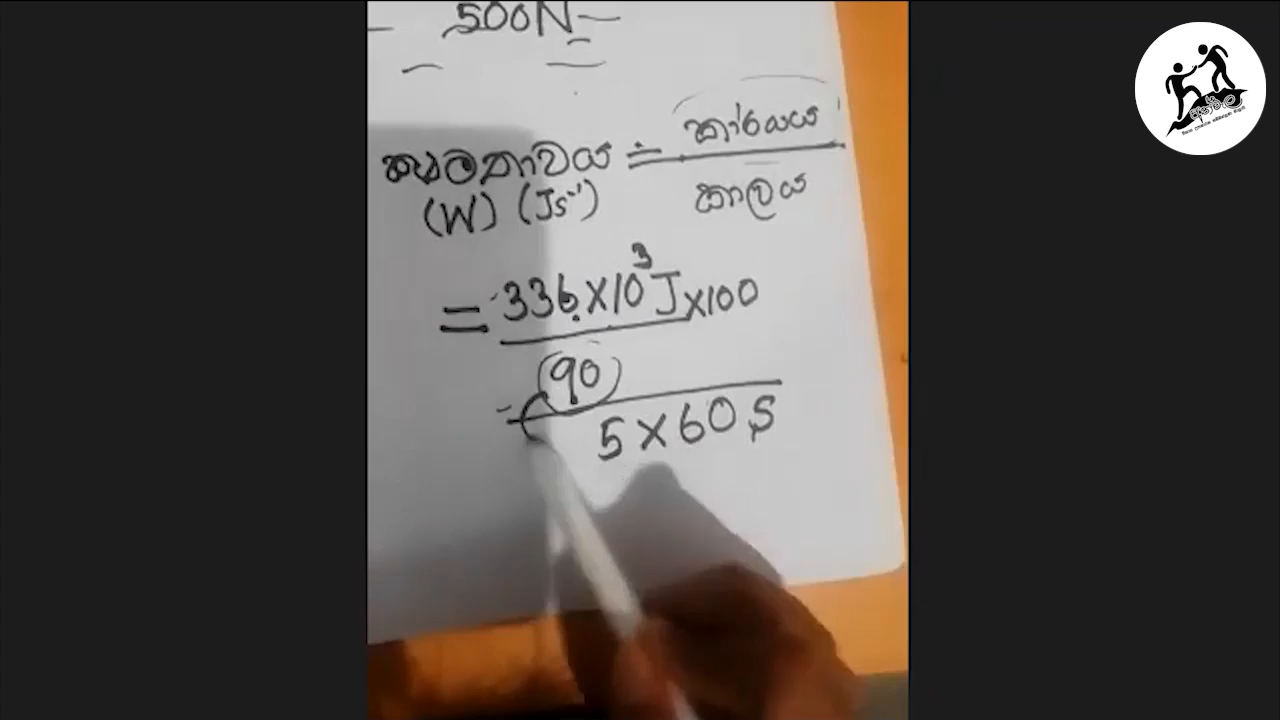 500N
ක්‍ෂමතාවය = කාර්යය
(W) (Js⁻¹) කාලය
= 336×10³J×100
90
5×60S